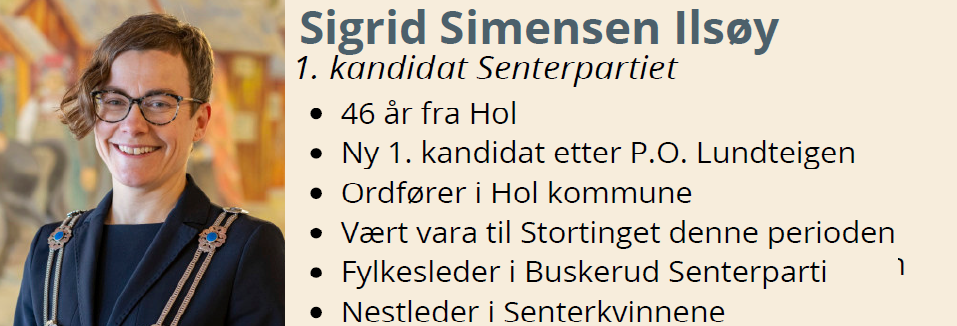 Sigrid Simensen Ilsøy
1. kandidat Senterpartiet
• 46 år fra Hol
• Ny 1. kandidat etter P.O. Lundteigen
• Ordfører i Hol kommune
• Vært vara til Stortinget denne perioden
• Fylkesleder i Buskerud Senterparti
• Nestleder i Senterkvinnene